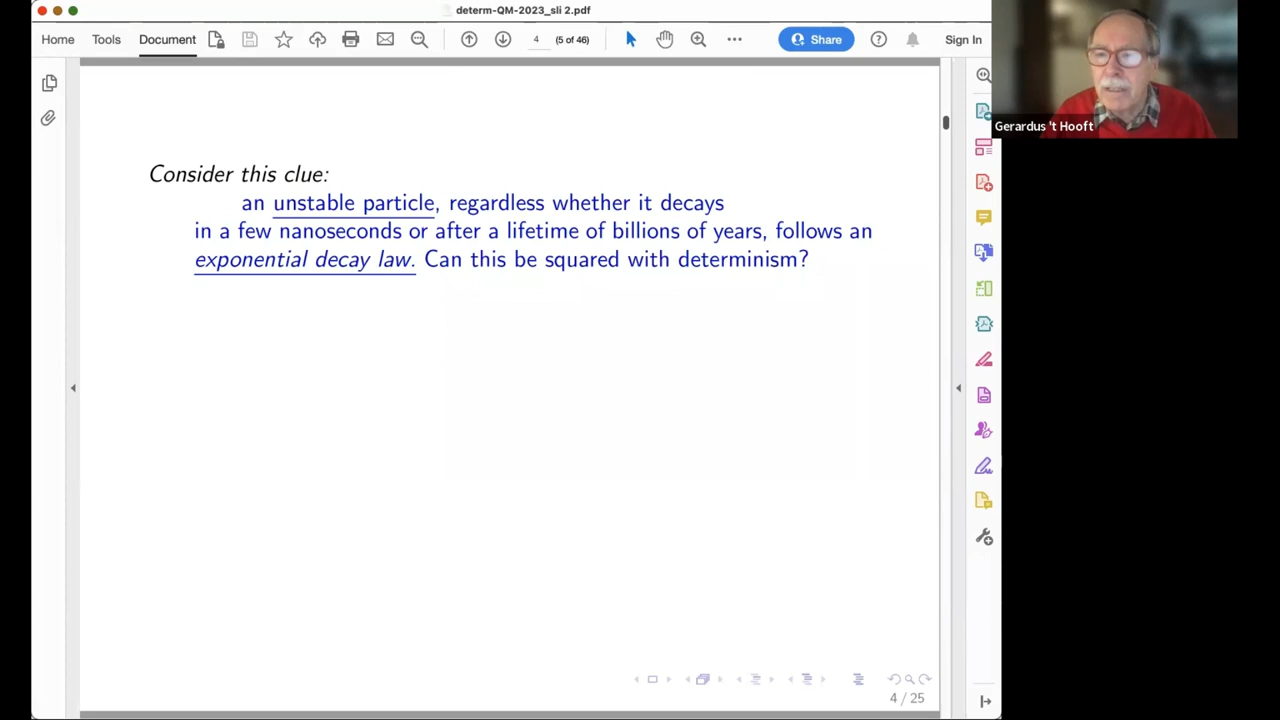 determ-QM-2023_sli 2.pdf
Home Tools Document 4 (5 of 46) Share Sign In
Gerardus 't Hooft
Consider this clue:
an unstable particle, regardless whether it decays
in a few nanoseconds or after a lifetime of billions of years, follows an
exponential decay law. Can this be squared with determinism?
4 / 25